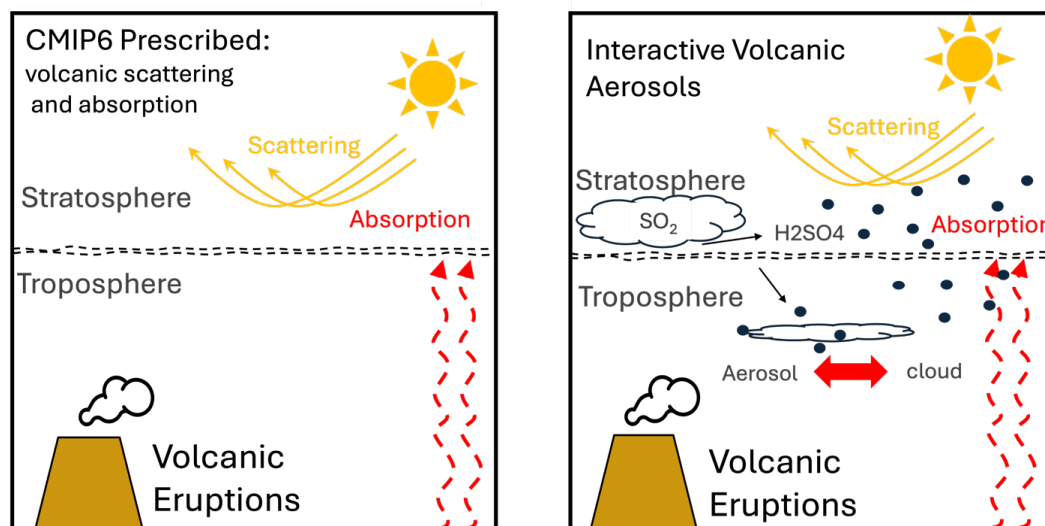 CMIP6 Prescribed:
volcanic scattering
and absorption
Scattering
Stratosphere
Absorption
Troposphere
Volcanic
Eruptions
Interactive Volcanic
Aerosols
Scattering
Stratosphere
SO₂
H2SO4
Absorption
Troposphere
Aerosol
cloud
Volcanic
Eruptions